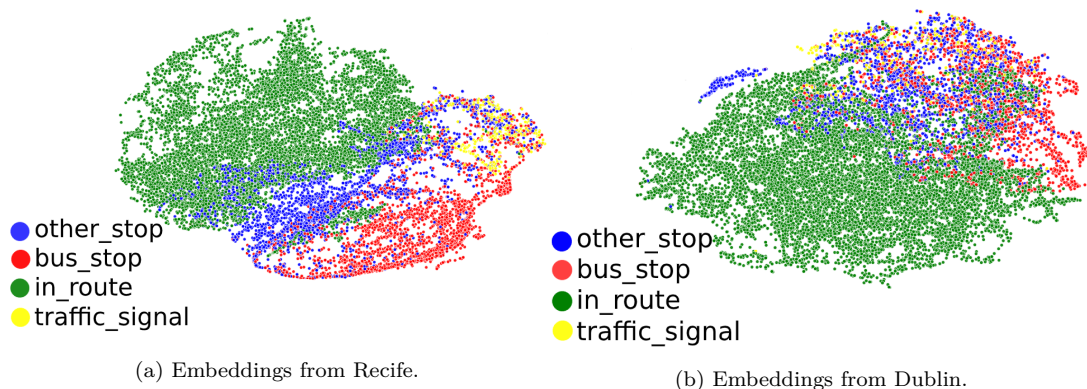 other_stop
bus_stop
in_route
traffic_signal
(a) Embeddings from Recife.
other_stop
bus_stop
in_route
traffic_signal
(b) Embeddings from Dublin.